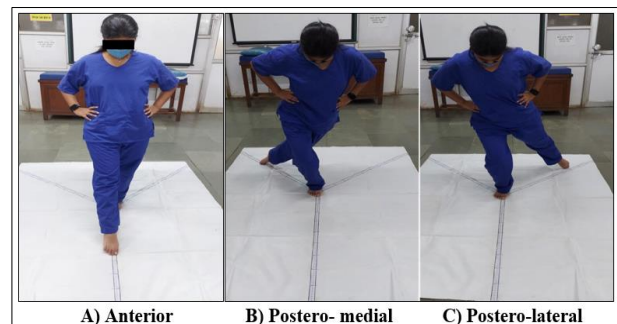 A) Anterior
B) Postero- medial
C) Postero-lateral